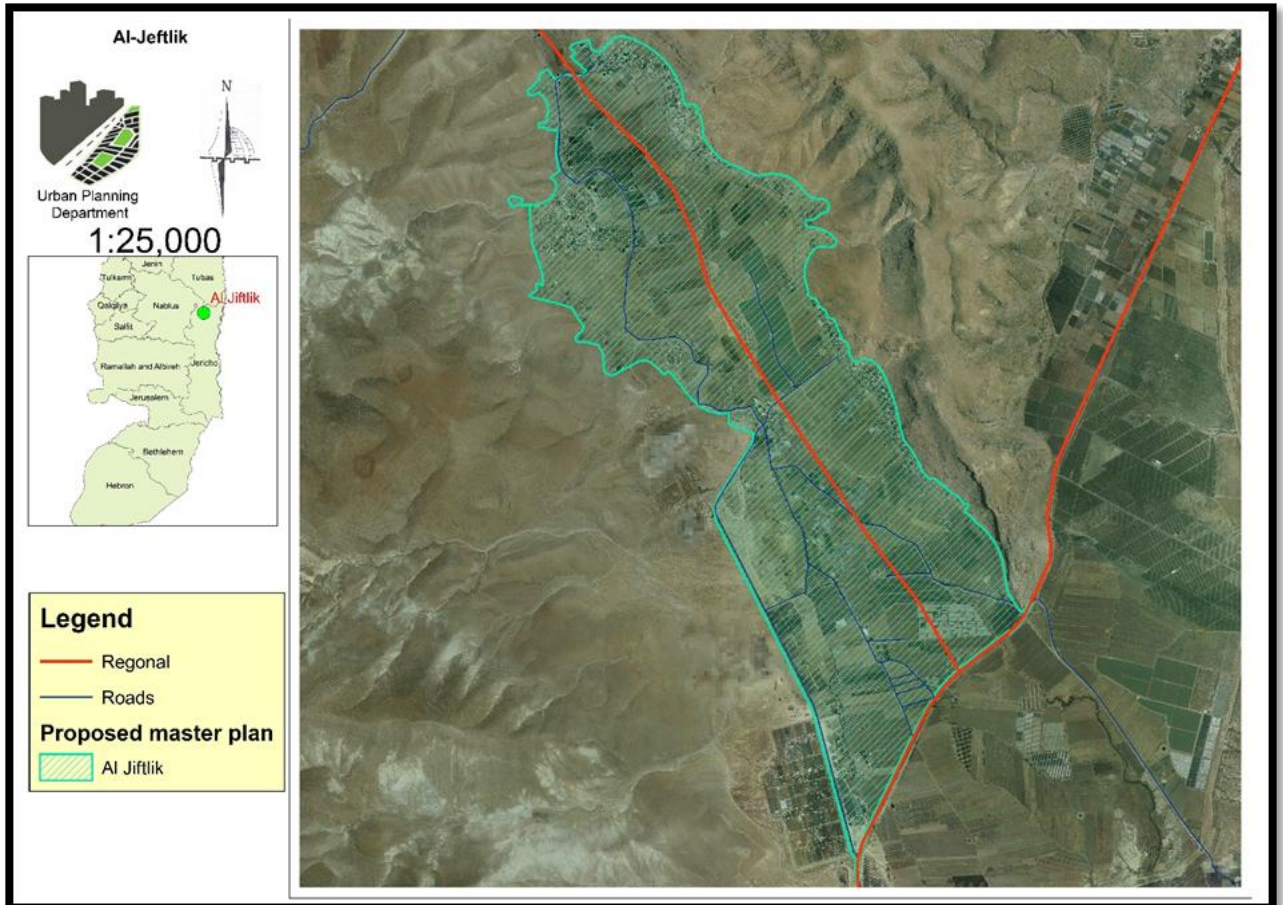 Al-Jeftlik
N
Urban Planning
Department
1:25,000
Jenin
Tulkarm
Tubas
Al Jiftlik
Qalqilya
Nablus
Salfit
Ramallah and Albireh
Jericho
Jerusalem
Bethlehem
Hebron
Legend
Regonal
Roads
Proposed master plan
Al Jiftlik